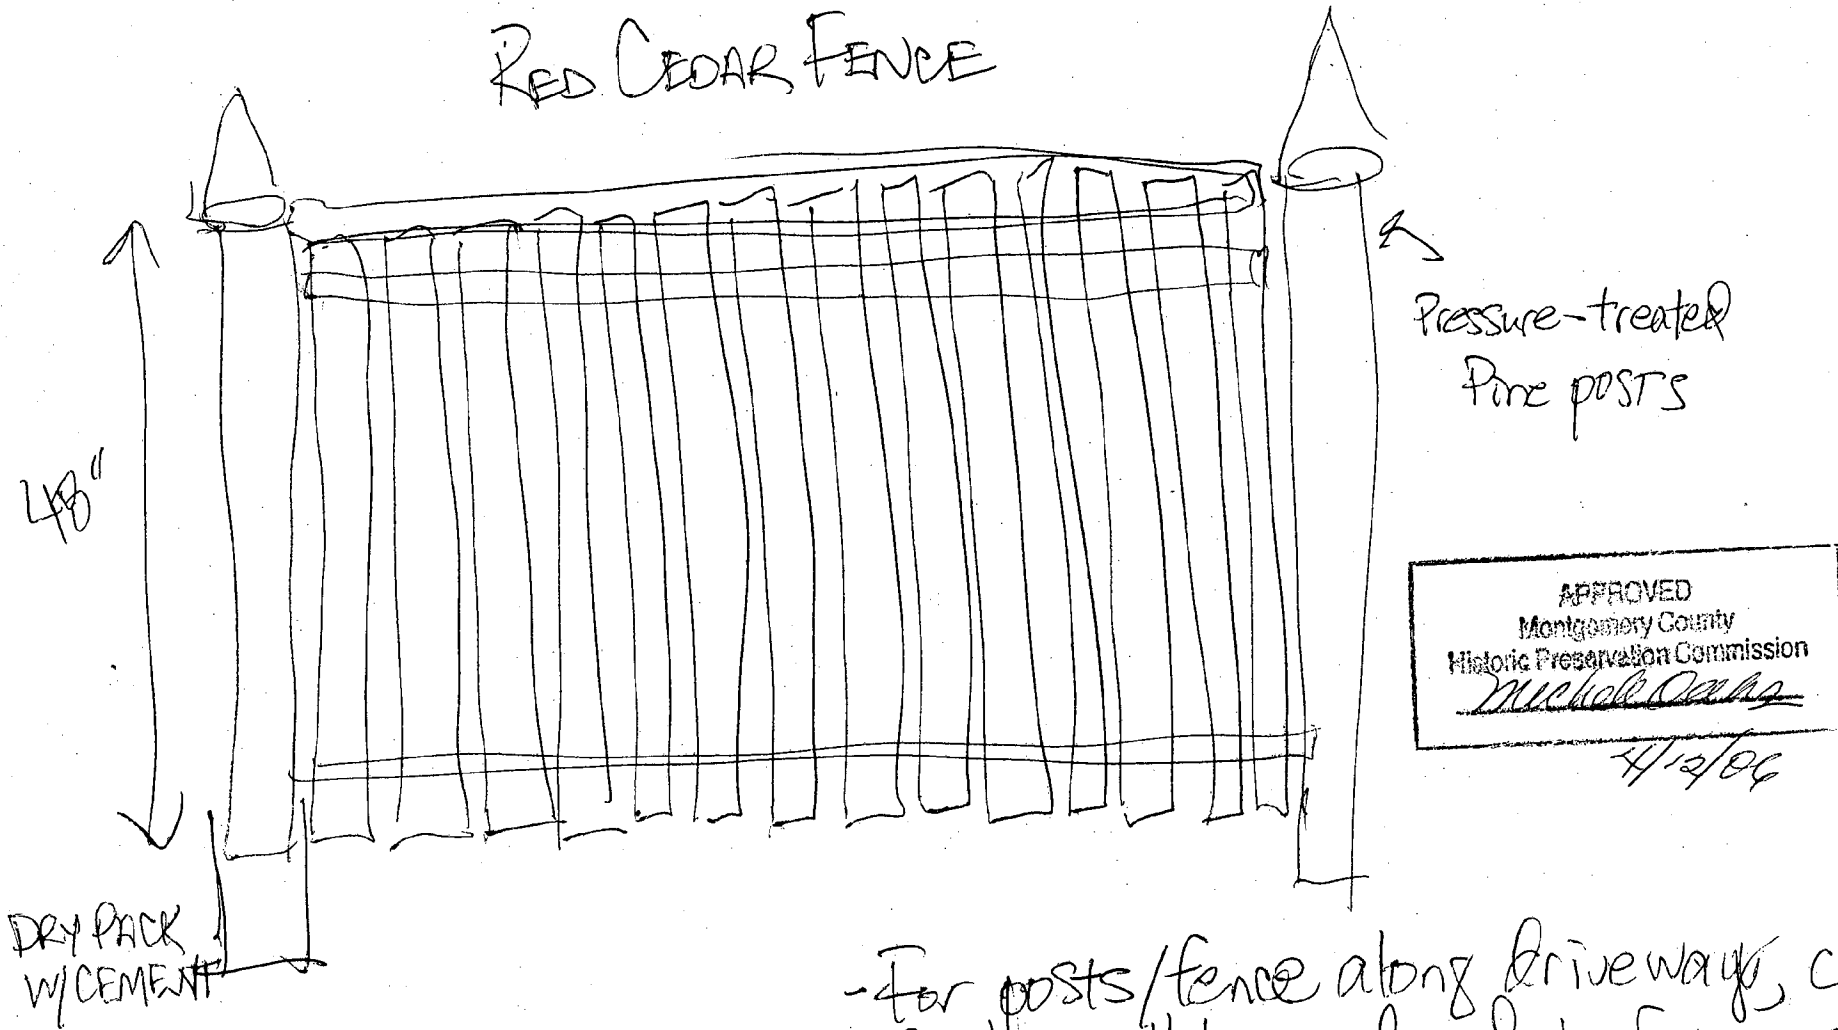 RED CEDAR FENCE
48"
Pressure-treated
Pine posts
APPROVED
Montgomery County
Historic Preservation Commission
4/12/06
DRY PACK
W/CEMENT
-For posts/fence along driveway, c